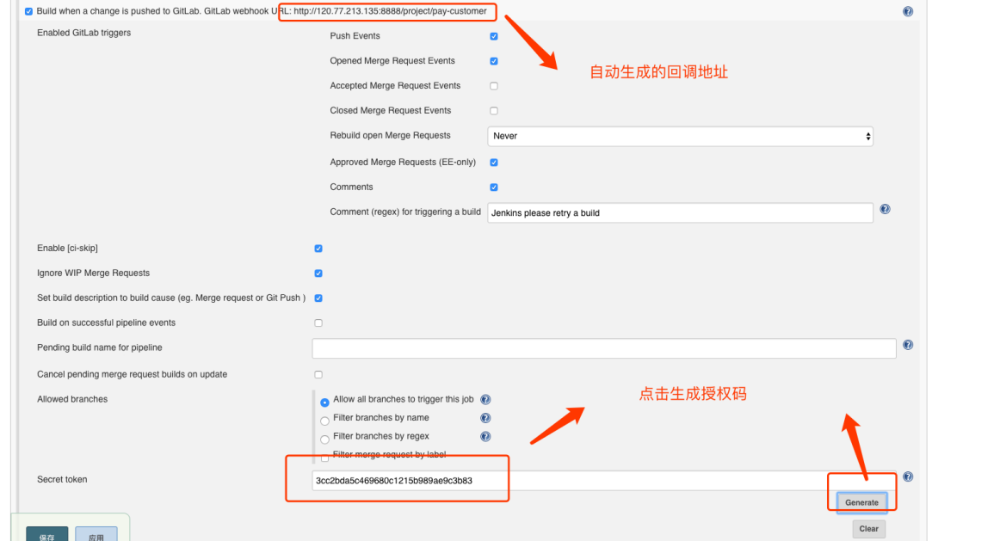 Build when a change is pushed to GitLab. GitLab webhook URL: http://120.77.213.135:8888/project/pay-customer
Enabled GitLab triggers
Push Events
Opened Merge Request Events
自动生成的回调地址
Accepted Merge Request Events
Closed Merge Request Events
Rebuild open Merge Requests Never
Approved Merge Requests (EE-only)
Comments
Comment (regex) for triggering a build Jenkins please retry a build
Enable [ci-skip]
Ignore WIP Merge Requests
Set build description to build cause (eg. Merge request or Git Push )
Build on successful pipeline events
Pending build name for pipeline
Cancel pending merge request builds on update
点击生成授权码
Allowed branches Allow all branches to trigger this job
Filter branches by name
Filter branches by regex
Filter merge request by label
Secret token 3cc2bda5c469680c1215b989ae9c3b83
Generate
Clear
保存 应用